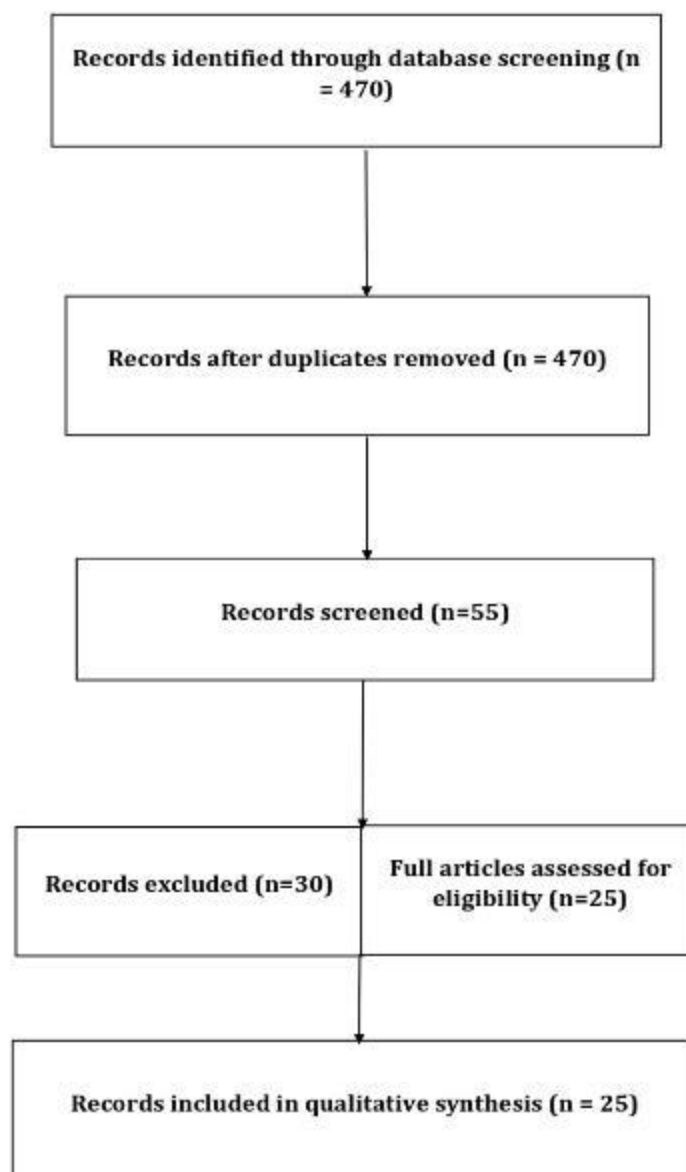 Records identified through database screening (n
= 470)
Records after duplicates removed (n = 470)
Records screened (n=55)
Records excluded (n=30)
Full articles assessed for
eligibility (n=25)
Records included in qualitative synthesis (n = 25)